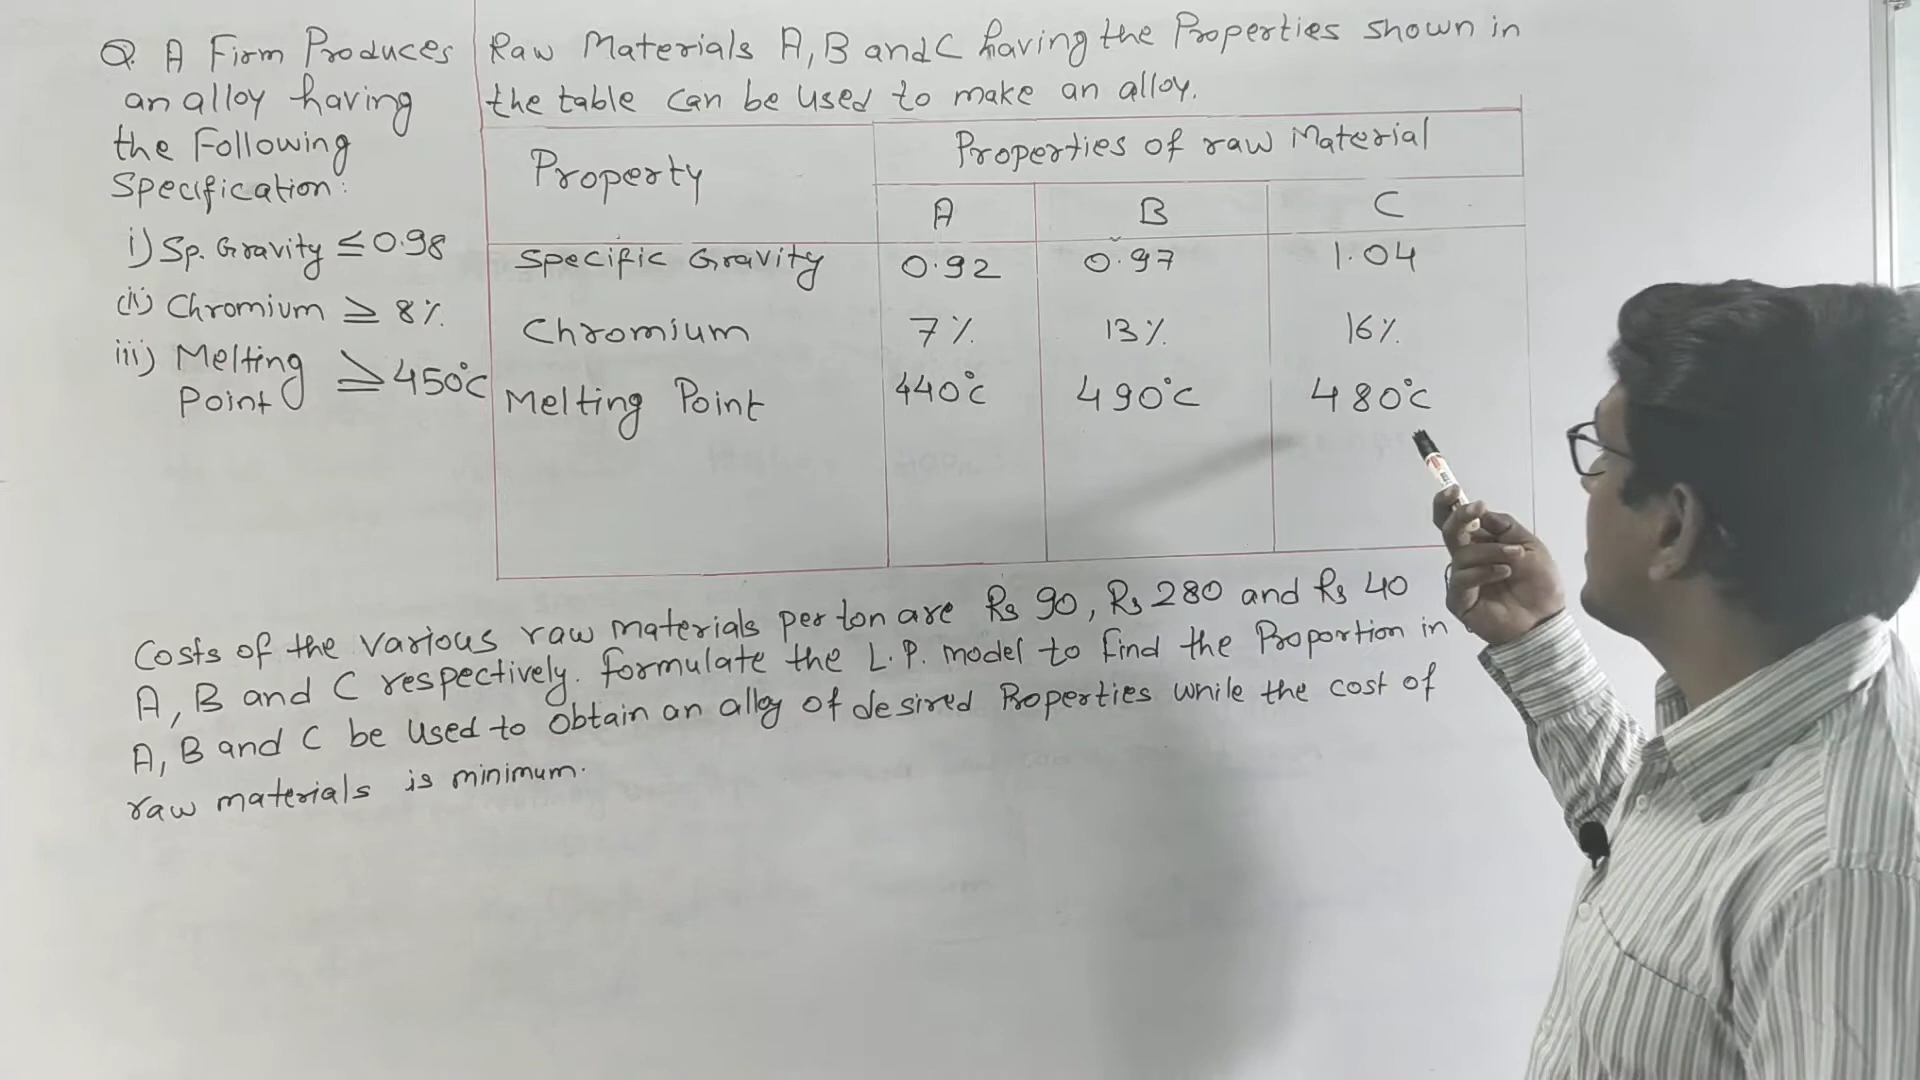 Q. A Firm Produces
an alloy having
the Following
Specification:
i) Sp. Gravity ≤ 0.98
(ii) Chromium ≥ 8%.
iii) Melting
Point ≥ 450°c
Raw Materials A, B and C having the Properties shown in
the table can be used to make an alloy.
Property
Properties of raw Material
A B C
Specific Gravity 0.92 0.97 1.04
Chromium 7%. 13%. 16%.
Melting Point 440°c 490°c 480°c
Costs of the various raw materials per ton are Rs 90, Rs 280 and Rs 40
A, B and C respectively. Formulate the L.P. model to find the Proportion in
A, B and C be used to obtain an alloy of desired Properties while the cost of
raw materials is minimum.